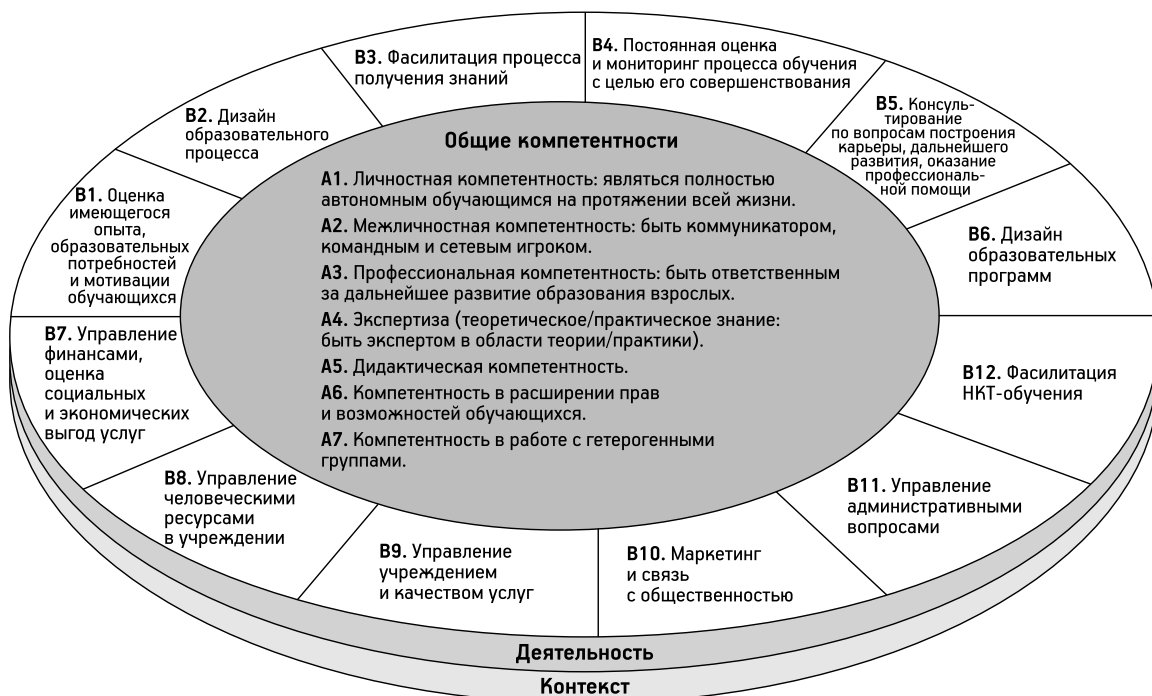 B3. Фасилитация процесса
получения знаний
B4. Постоянная оценка
и мониторинг процесса обучения
с целью его совершенствования
B2. Дизайн
образовательного
процесса
B5. Консуль-
тирование
по вопросам построения
карьеры, дальнейшего
развития, оказание
профессиональ-
ной помощи
B1. Оценка
имеющегося
опыта,
образовательных
потребностей
и мотивации
обучающихся
B6. Дизайн
образовательных
программ
Общие компетентности
A1. Личностная компетентность: являться полностью
автономным обучающимся на протяжении всей жизни.
A2. Межличностная компетентность: быть коммуникатором,
командным и сетевым игроком.
A3. Профессиональная компетентность: быть ответственным
за дальнейшее развитие образования взрослых.
A4. Экспертиза (теоретическое/практическое знание:
быть экспертом в области теории/практики).
A5. Дидактическая компетентность.
A6. Компетентность в расширении прав
и возможностей обучающихся.
A7. Компетентность в работе с гетерогенными
группами.
B7. Управление
финансами,
оценка
социальных
и экономических
выгод услуг
B12. Фасилитация
НКТ-обучения
B8. Управление
человеческими
ресурсами
в учреждении
B11. Управление
административными
вопросами
B9. Управление
учреждением
и качеством услуг
B10. Маркетинг
и связь
с общественностью
Деятельность
Контекст